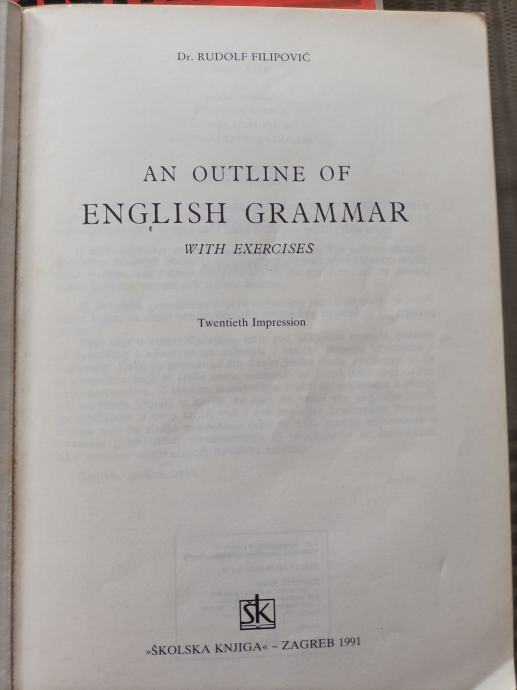 Dr. RUDOLF FILIPOVIĆ
AN OUTLINE OF
ENGLISH GRAMMAR
WITH EXERCISES
Twentieth Impression
ŠK
»ŠKOLSKA KNJIGA« – ZAGREB 1991